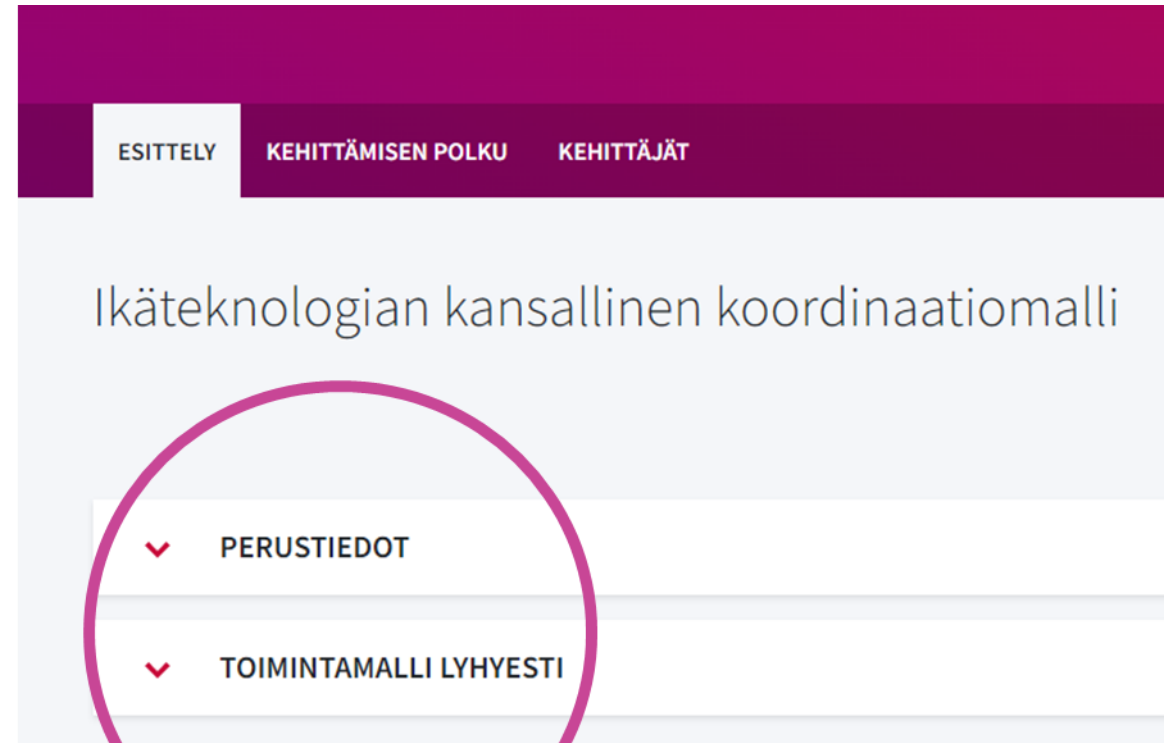 ESITTELY KEHITTÄMISEN POLKU KEHITTÄJÄT
Ikäteknologian kansallinen koordinaatiomalli
PERUSTIEDOT
TOIMINTAMALLI LYHYESTI